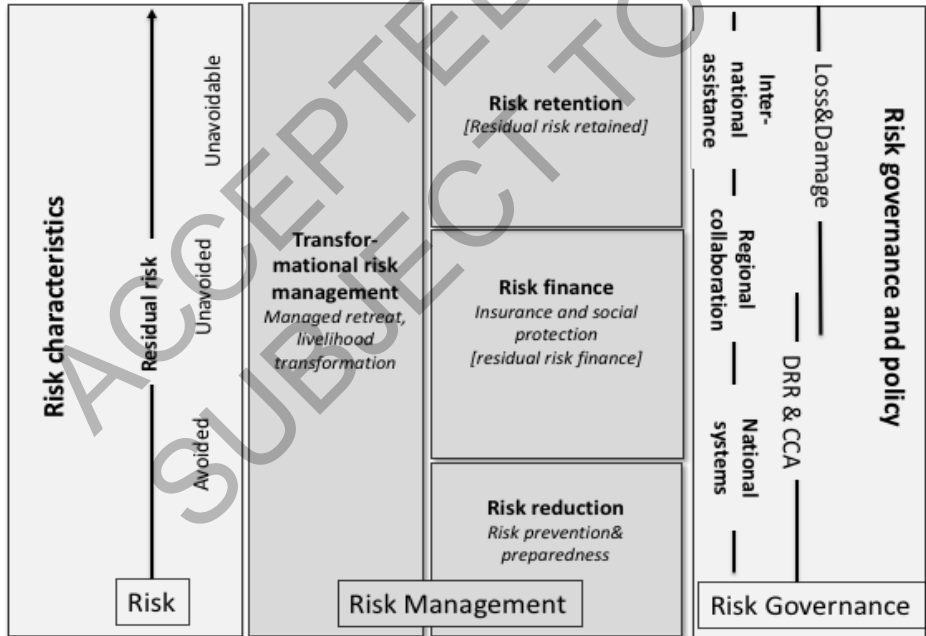 Risk characteristics
Residual risk
Avoided
Unavoided
Unavoidable
Risk
Transfor-
mational risk
management
Managed retreat,
livelihood
transformation
Risk retention
[Residual risk retained]
Risk finance
Insurance and social
protection
[residual risk finance]
Risk reduction
Risk prevention&
preparedness
Risk Management
Inter-
national
assistance
Regional
collaboration
National
systems
Loss&Damage
DRR & CCA
Risk governance and policy
Risk Governance
ACCEPTED
SUBJECT TO